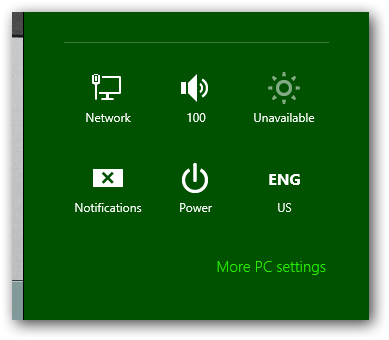 Network
100
Unavailable
Notifications
Power
ENG
US
More PC settings